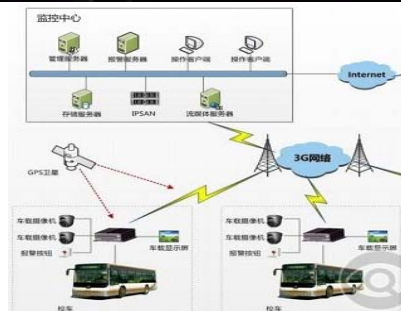 监控中心
管理服务器 报警服务器 操作客户端 操作客户端
Internet
存储服务器 IPSAN 流媒体服务器
3G网络
GPS卫星
车载摄像机 车载摄像机
车载摄像机 车载显示屏 车载摄像机 车载显示屏
报警按钮 报警按钮
校车 校车